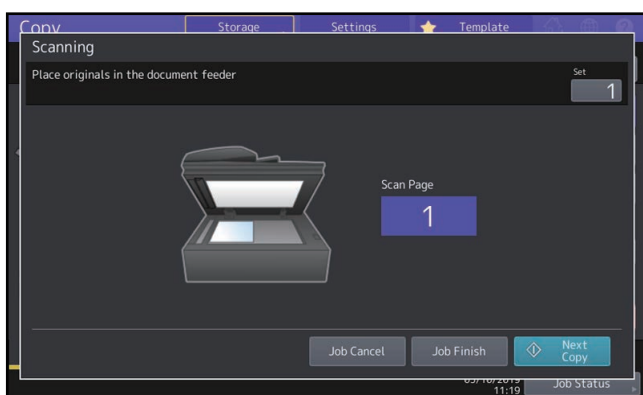 Copy
Storage
Settings
Template
Scanning
Place originals in the document feeder
Set
1
Scan Page
1
Job Cancel
Job Finish
Next
Copy
11:19
Job Status